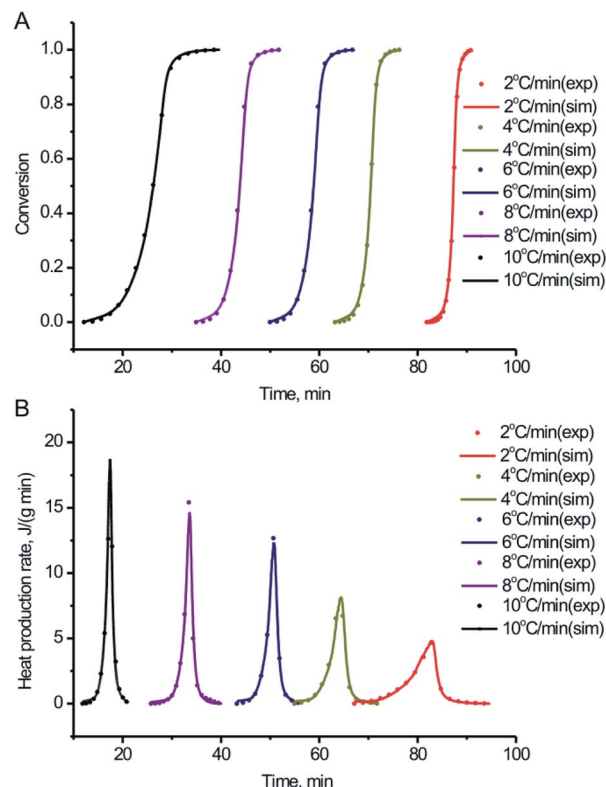 A
1.0
0.8
0.6
0.4
0.2
0.0
Conversion
20 40 60 80 100
Time, min
2°C/min(exp)
2°C/min(sim)
4°C/min(exp)
4°C/min(sim)
6°C/min(exp)
6°C/min(sim)
8°C/min(exp)
8°C/min(sim)
10°C/min(exp)
10°C/min(sim)
B
20
15
10
5
0
Heat production rate, J/(g min)
20 40 60 80 100
Time, min
2°C/min(exp)
2°C/min(sim)
4°C/min(exp)
4°C/min(sim)
6°C/min(exp)
6°C/min(sim)
8°C/min(exp)
8°C/min(sim)
10°C/min(exp)
10°C/min(sim)